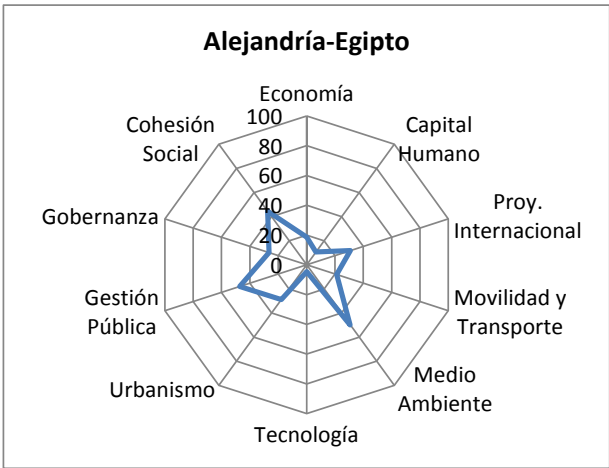 Alejandría-Egipto
Economía
Capital
Humano
Proy.
Internacional
Movilidad y
Transporte
Medio
Ambiente
Tecnología
Urbanismo
Gestión
Pública
Gobernanza
Cohesión
Social
100
80
60
40
20
0